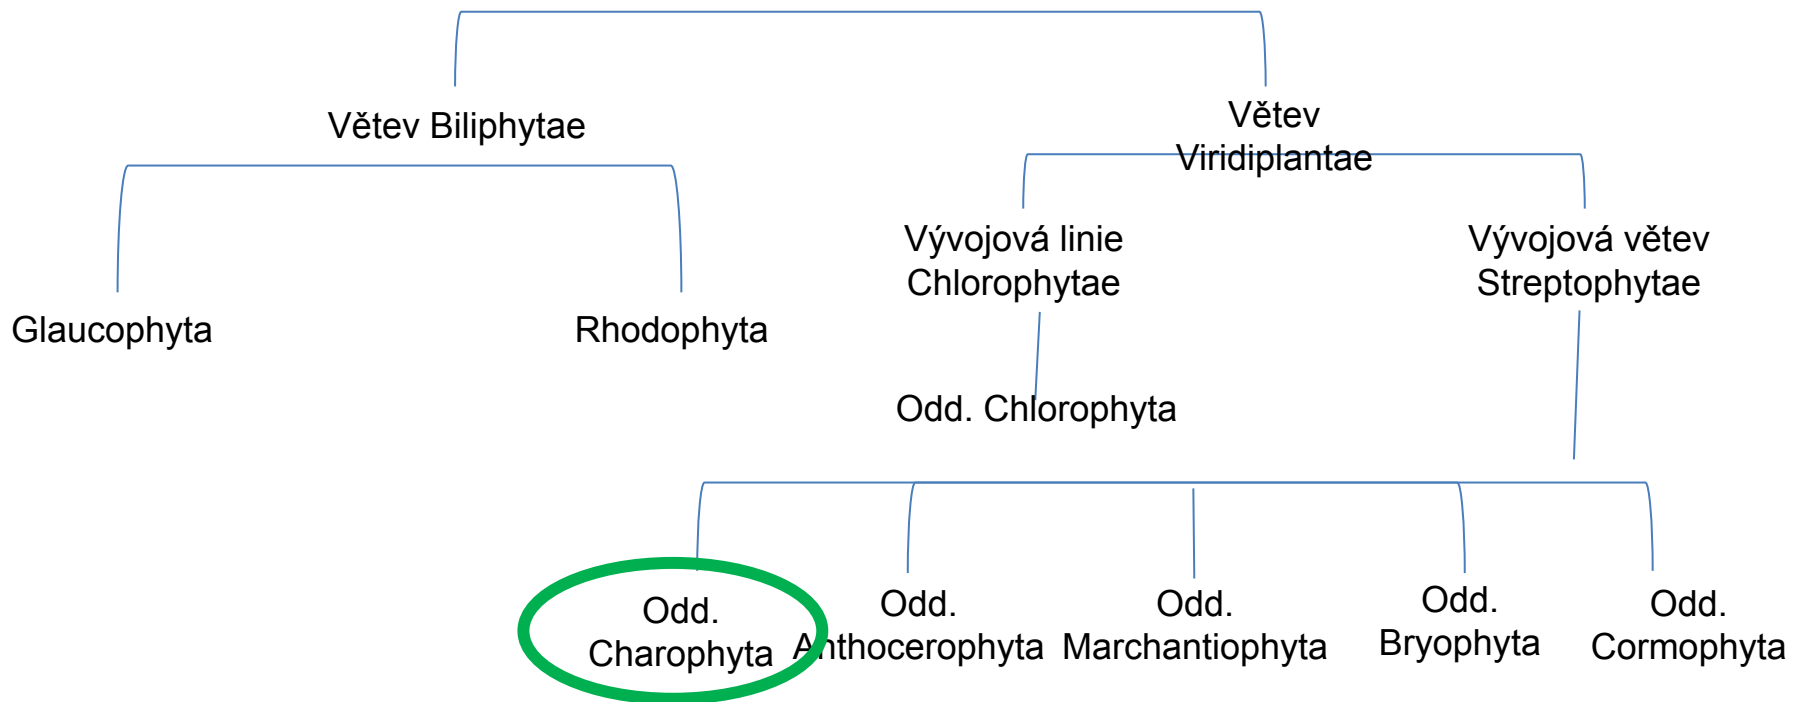 Větev Biliphytae
Větev
Viridiplantae
Vývojová linie
Chlorophytae
Vývojová větev
Streptophytae
Glaucophyta
Rhodophyta
Odd. Chlorophyta
Odd.
Charophyta
Odd.
Anthocerophyta
Odd.
Marchantiophyta
Odd.
Bryophyta
Odd.
Cormophyta